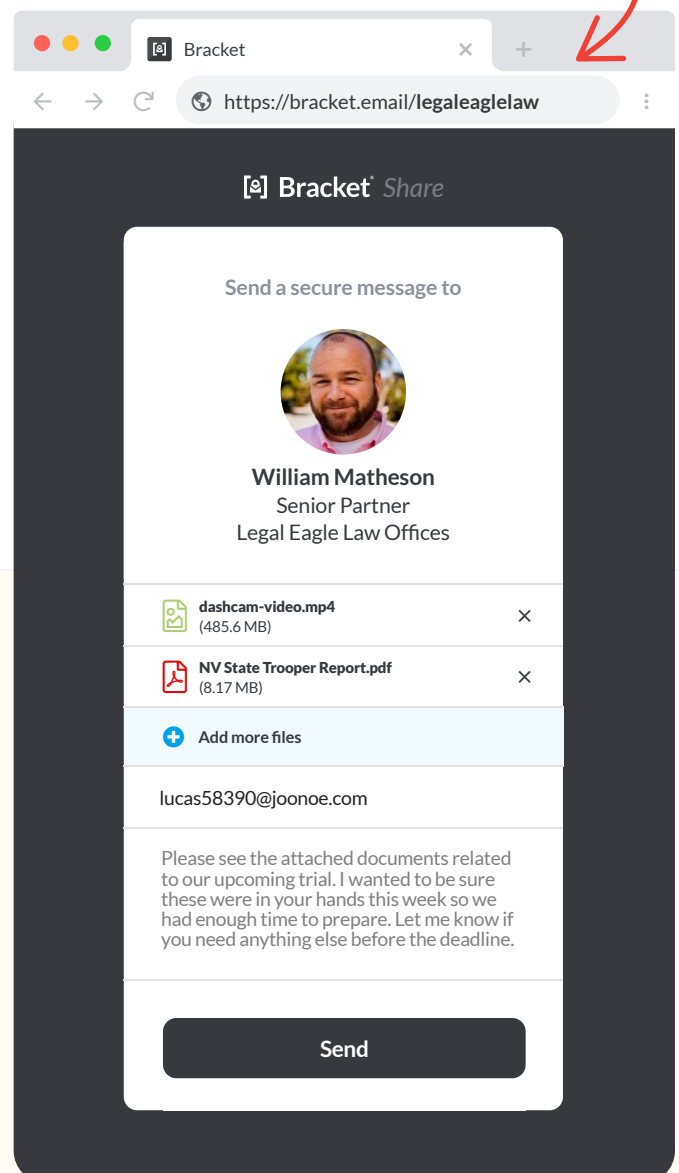 Bracket
https://bracket.email/legaleaglelaw
Bracket® Share
Send a secure message to
William Matheson
Senior Partner
Legal Eagle Law Offices
dashcam-video.mp4
(485.6 MB)
NV State Trooper Report.pdf
(8.17 MB)
Add more files
lucas58390@joonoe.com
Please see the attached documents related
to our upcoming trial. I wanted to be sure
these were in your hands this week so we
had enough time to prepare. Let me know if
you need anything else before the deadline.
Send